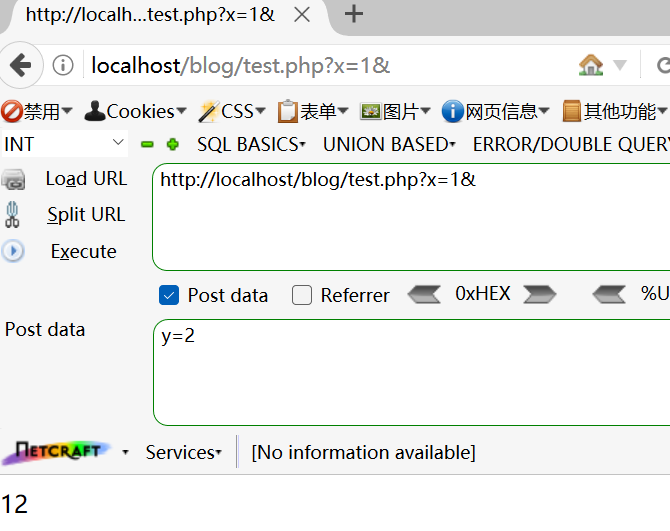 http://localh...test.php?x=1&
localhost/blog/test.php?x=1&
禁用 Cookies CSS 表单 图片 网页信息 其他功能
INT SQL BASICS UNION BASED ERROR/DOUBLE QUERY
Load URL http://localhost/blog/test.php?x=1&
Split URL
Execute
Post data Referrer 0xHEX %U
Post data y=2
NETCRAFT Services [No information available]
12